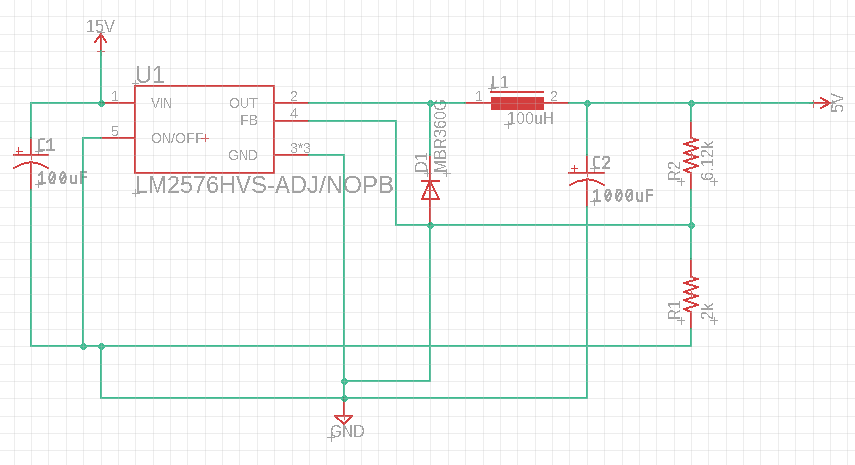 15V
U1
1 VIN OUT 2
FB 4
5 ON/OFF
GND 3*3
LM2576HVS-ADJ/NOPB
C1
100uF
D1
MBR360G
L1
1 2
100uH
C2
1000uF
R2
6.12k
R1
2k
5V
GND